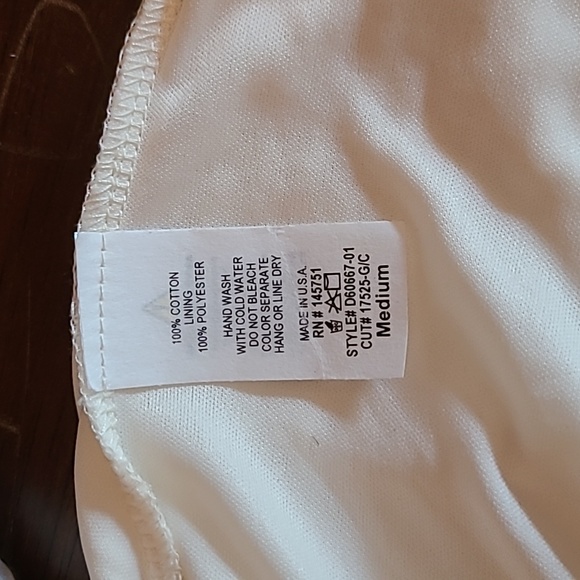 100% COTTON
LINING
100% POLYESTER
HAND WASH
WITH COLD WATER
DO NOT BLEACH
COLOR SEPARATE
HANG OR LINE DRY
MADE IN U.S.A.
RN # 145751
STYLE# D60667-01
CUT# 17525-G/C
Medium